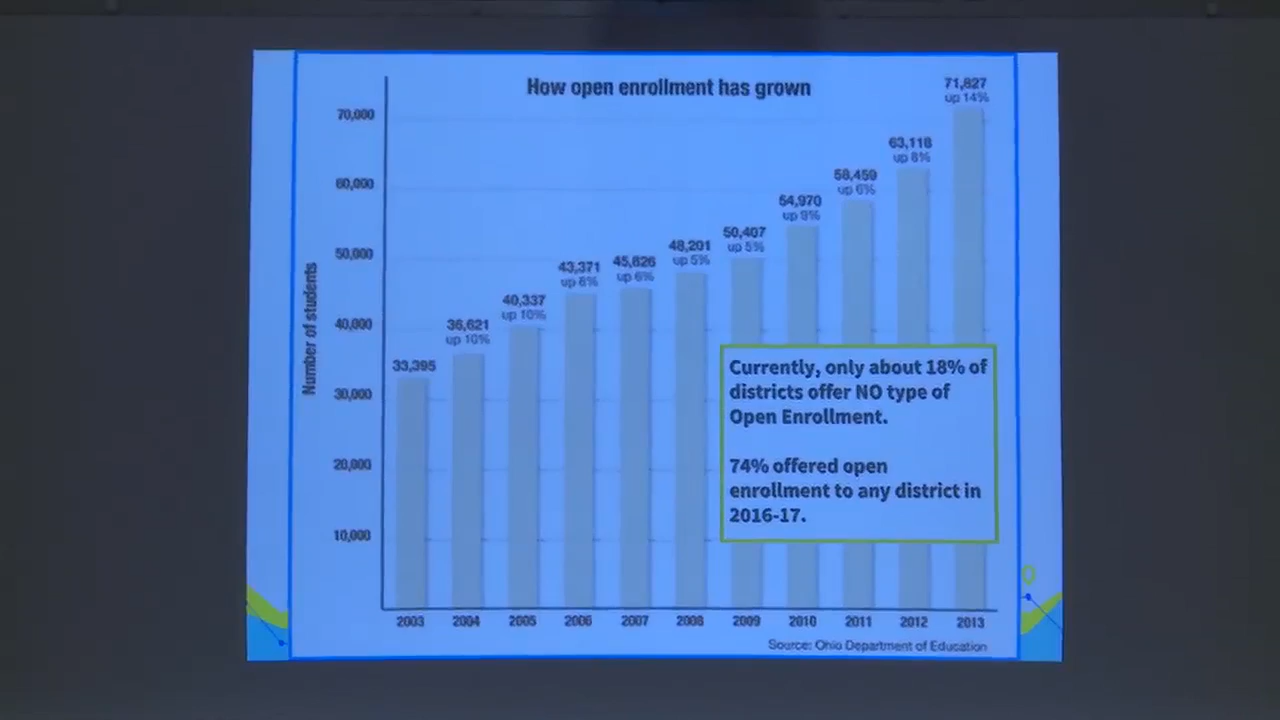 How open enrollment has grown
Number of students
70,000
60,000
50,000
40,000
30,000
20,000
10,000
33,395
36,621
up 10%
40,337
up 10%
43,371
up 8%
45,826
up 6%
48,201
up 5%
50,407
up 5%
54,970
up 9%
58,459
up 6%
63,118
up 8%
71,827
up 14%
Currently, only about 18% of
districts offer NO type of
Open Enrollment.
74% offered open
enrollment to any district in
2016-17.
2003 2004 2005 2006 2007 2008 2009 2010 2011 2012 2013
Source: Ohio Department of Education